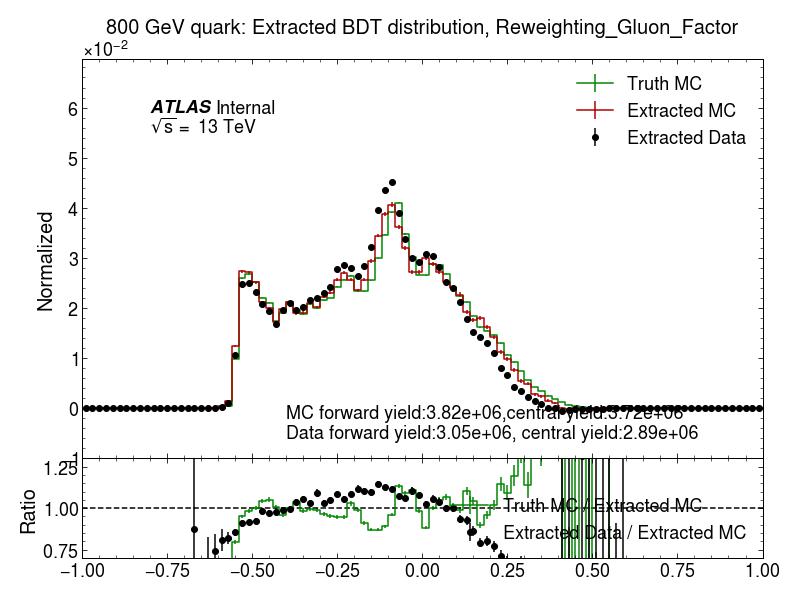 800 GeV quark: Extracted BDT distribution, Reweighting_Gluon_Factor
×10⁻²
ATLAS Internal
√s = 13 TeV
Truth MC
Extracted MC
Extracted Data
Normalized
6
5
4
3
2
1
0
MC forward yield:3.82e+06,central yield:3.72e+06
Data forward yield:3.05e+06, central yield:2.89e+06
1
Ratio
1.25
1.00
0.75
Truth MC / Extracted MC
Extracted Data / Extracted MC
−1.00 −0.75 −0.50 −0.25 0.00 0.25 0.50 0.75 1.00